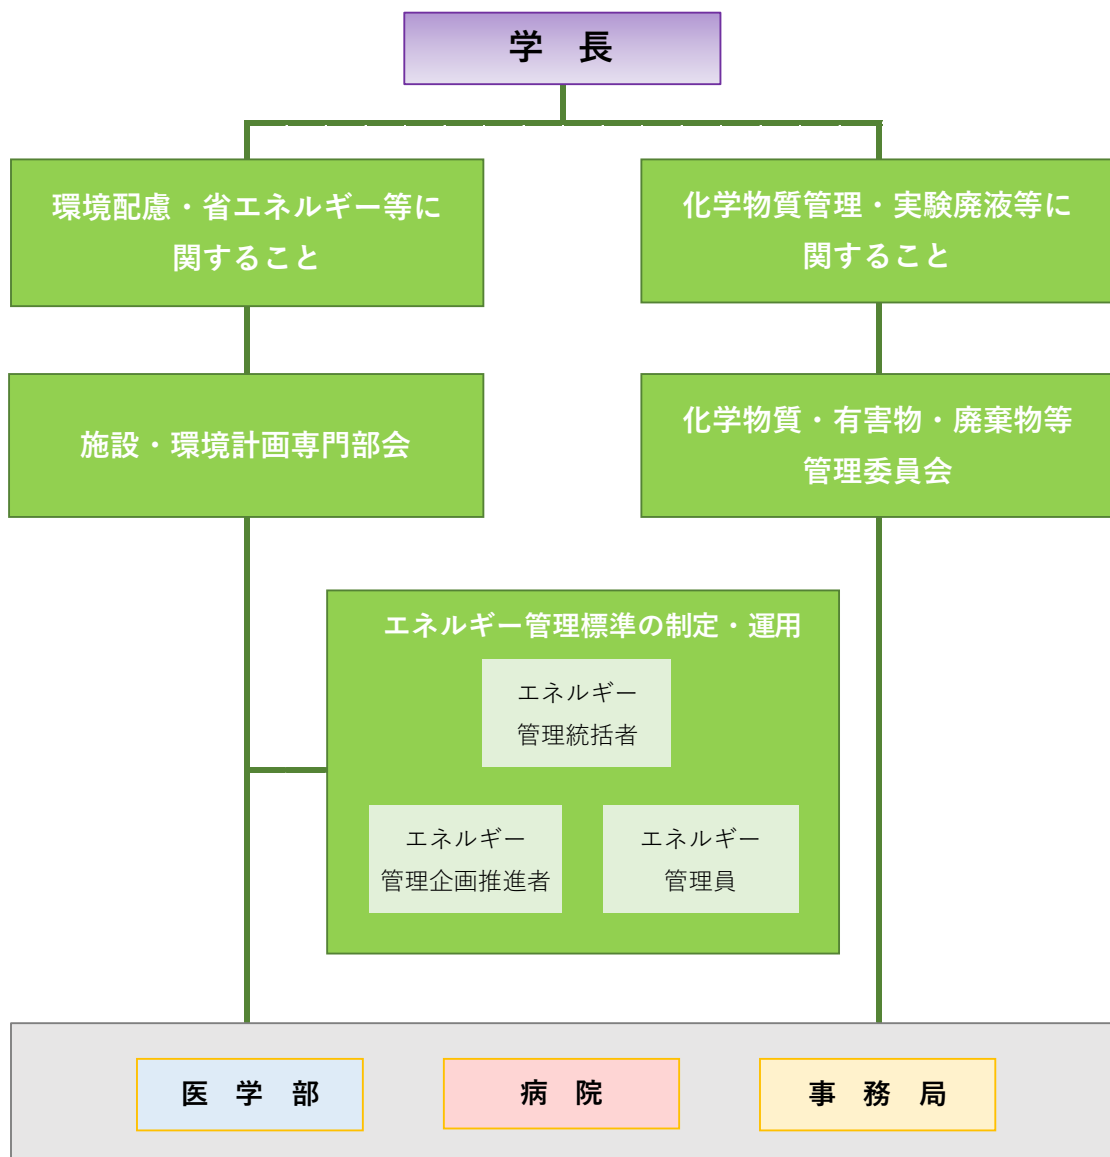 学　長
環境配慮・省エネルギー等に
関すること
化学物質管理・実験廃液等に
関すること
施設・環境計画専門部会
化学物質・有害物・廃棄物等
管理委員会
エネルギー管理標準の制定・運用
エネルギー
管理統括者
エネルギー
管理企画推進者
エネルギー
管理員
医　学　部
病　院
事　務　局